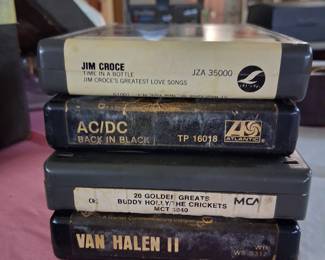 JIM CROCE
TIME IN A BOTTLE
JIM CROCE'S GREATEST LOVE SONGS
JZA 35000
AC/DC
BACK IN BLACK
TP 16018
ATLANTIC
20 GOLDEN GREATS
BUDDY HOLLY/THE CRICKETS
MCT 3040
MCA
VAN HALEN II